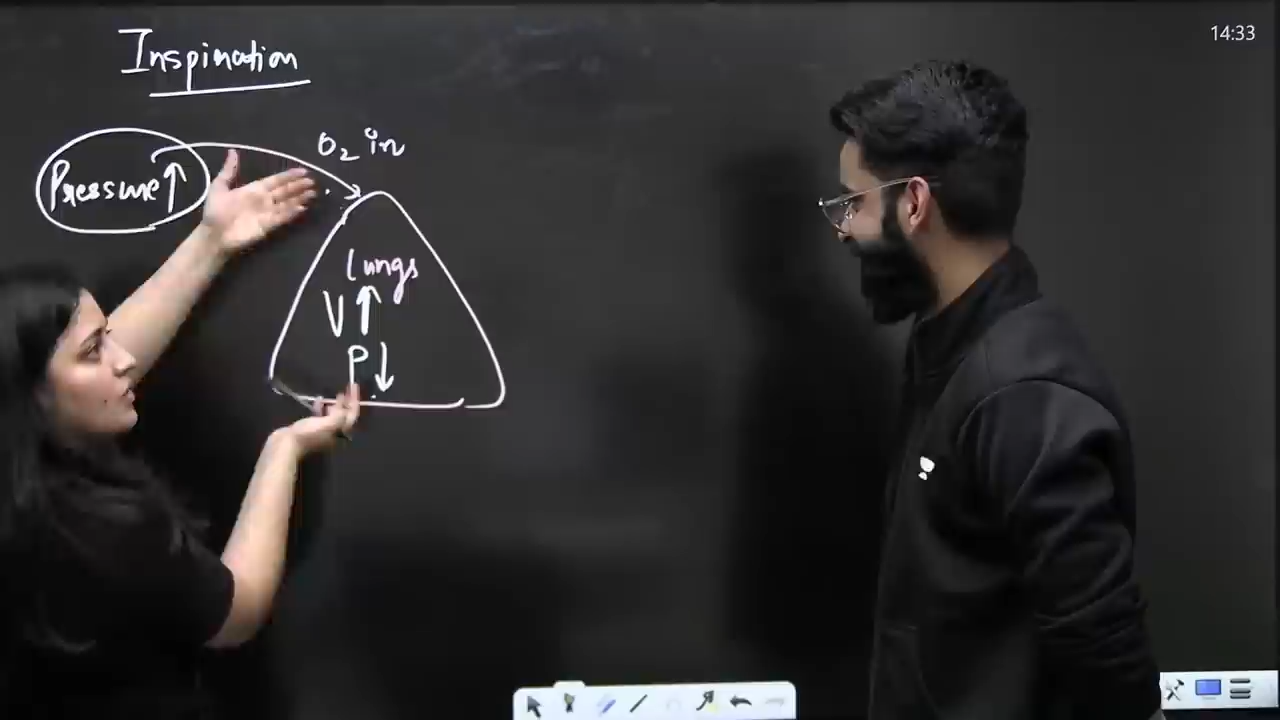 Inspiration
14:33
O₂ in
Pressure ↑
Lungs
V ↑
P ↓